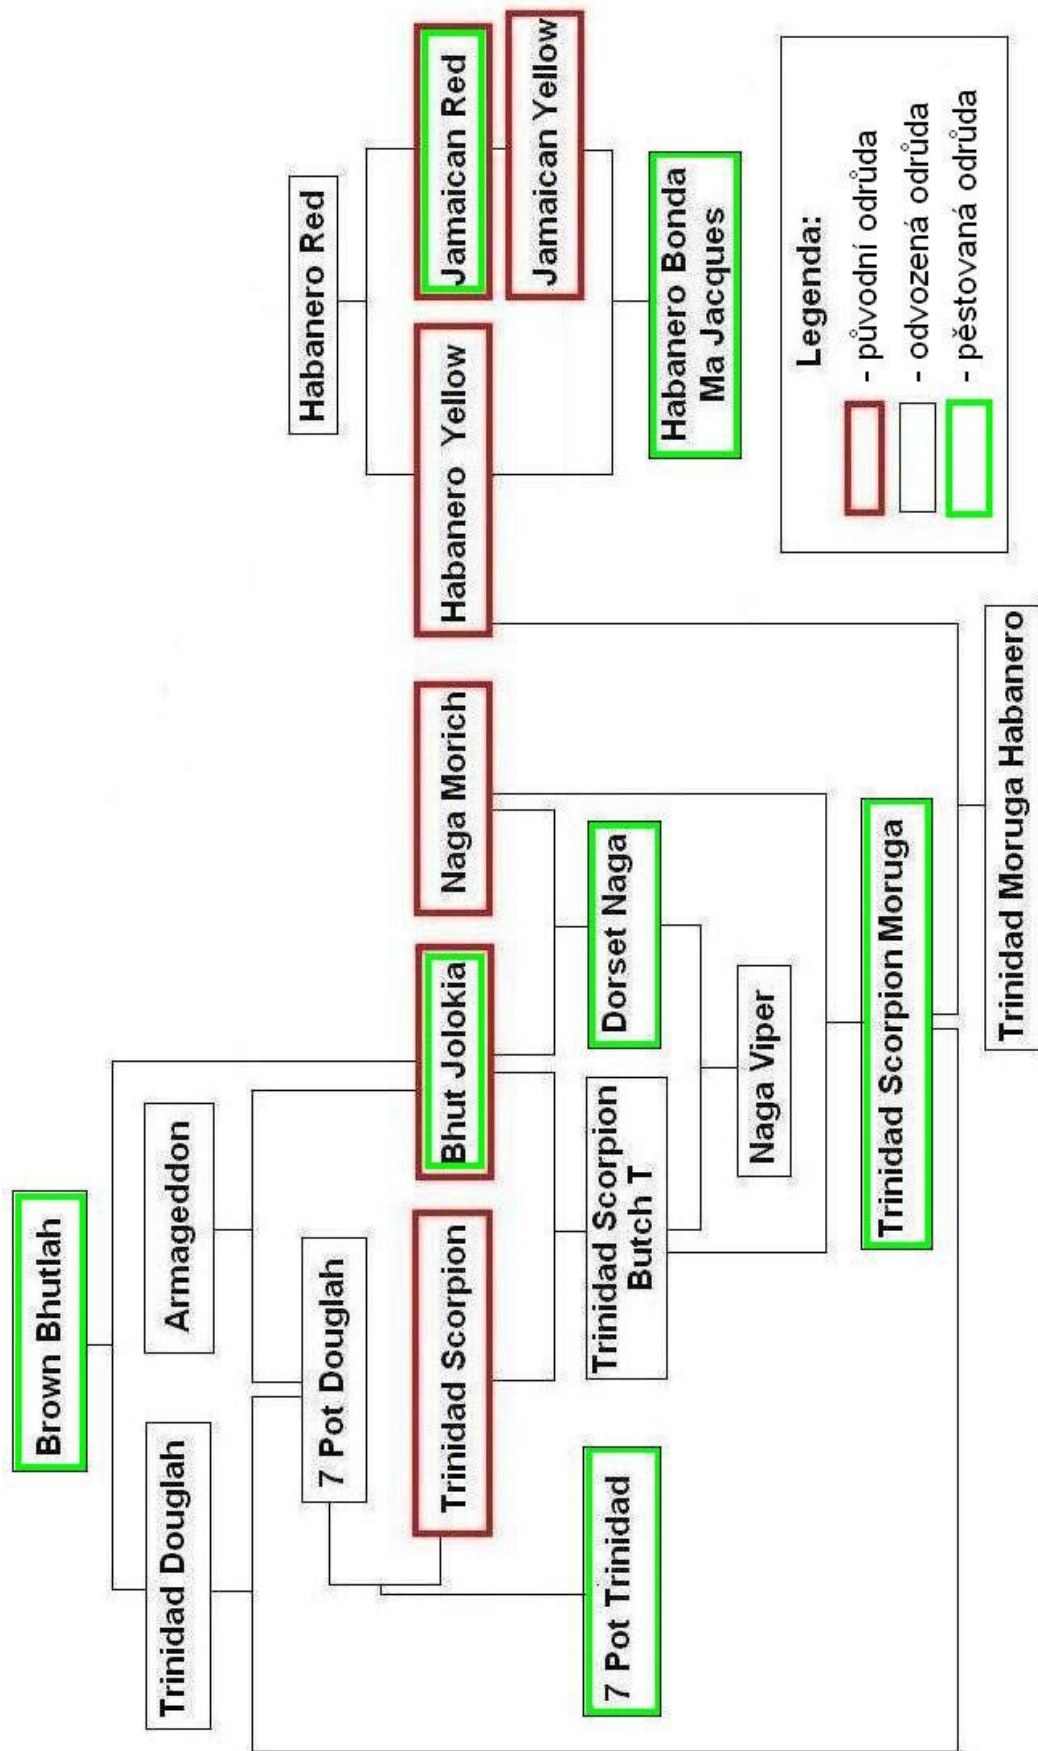 Brown Bhutlah
Trinidad Douglah
Armageddon
7 Pot Douglah
Habanero Red
Trinidad Scorpion
Bhut Jolokia
Naga Morich
Habanero Yellow
Jamaican Red
Jamaican Yellow
7 Pot Trinidad
Trinidad Scorpion
Butch T
Dorset Naga
Habanero Bonda
Ma Jacques
Naga Viper
Trinidad Scorpion Moruga
Trinidad Moruga Habanero
Legenda:
- původní odrůda
- odvozená odrůda
- pěstovaná odrůda